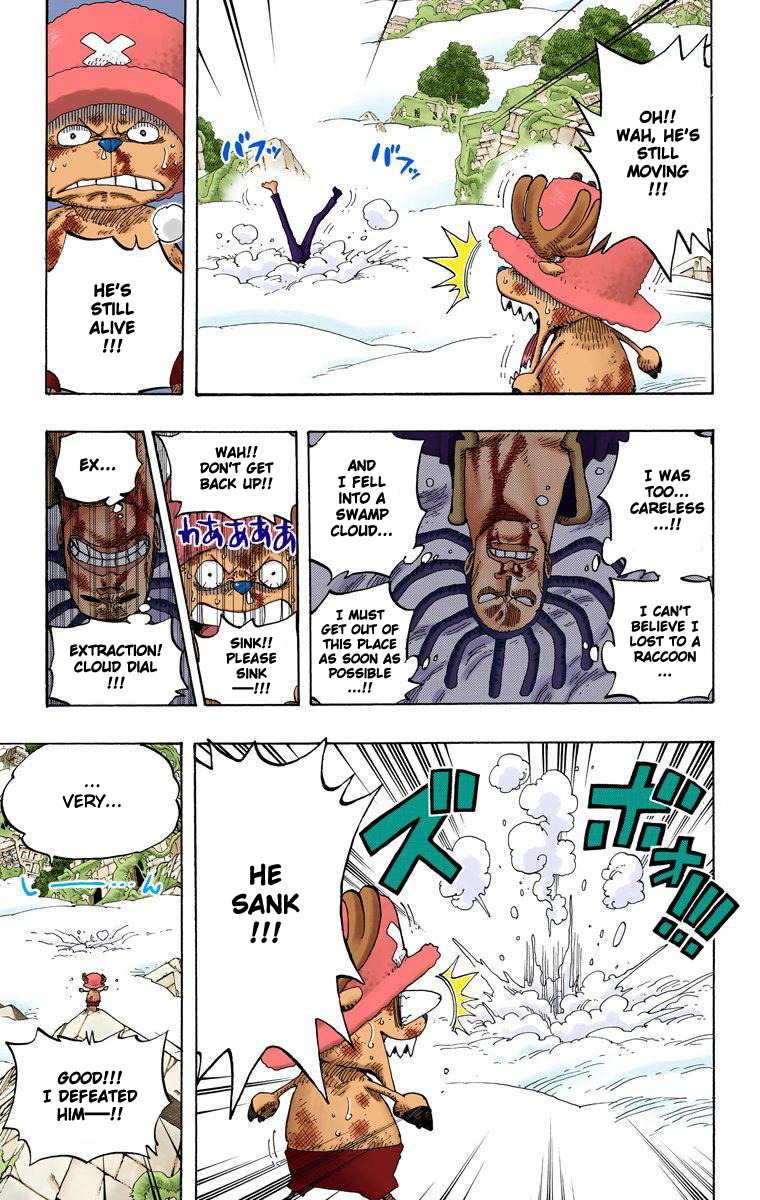 OH!!
WAH, HE'S
STILL
MOVING
!!!
バフッ
バフッ
HE'S
STILL
ALIVE
!!!
I WAS
TOO...
CARELESS
...!!
I CAN'T
BELIEVE I
LOST TO A
RACCOON
...
AND
I FELL
INTO A
SWAMP
CLOUD...
I MUST
GET OUT OF
THIS PLACE
AS SOON AS
POSSIBLE
...!!
WAH!!
DON'T GET
BACK UP!!
わああああ
SINK!!
PLEASE
SINK
──!!!
EX...
EXTRACTION!
CLOUD DIAL
!!!
ボォ!!!
ズ
HE
SANK
!!!
...
VERY...
しーー…ん
GOOD!!!
I DEFEATED
HIM──!!